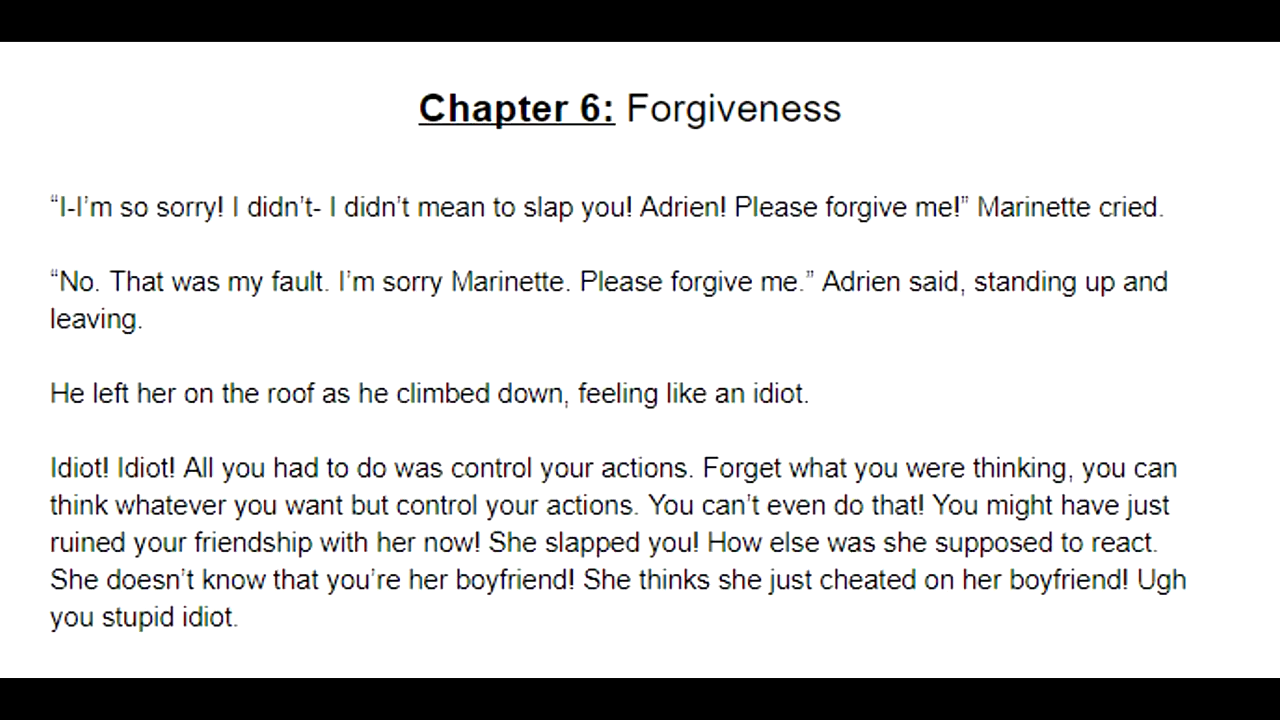 Chapter 6: Forgiveness
“I-I’m so sorry! I didn’t- I didn’t mean to slap you! Adrien! Please forgive me!” Marinette cried.
“No. That was my fault. I’m sorry Marinette. Please forgive me.” Adrien said, standing up and
leaving.
He left her on the roof as he climbed down, feeling like an idiot.
Idiot! Idiot! All you had to do was control your actions. Forget what you were thinking, you can
think whatever you want but control your actions. You can’t even do that! You might have just
ruined your friendship with her now! She slapped you! How else was she supposed to react.
She doesn’t know that you’re her boyfriend! She thinks she just cheated on her boyfriend! Ugh
you stupid idiot.